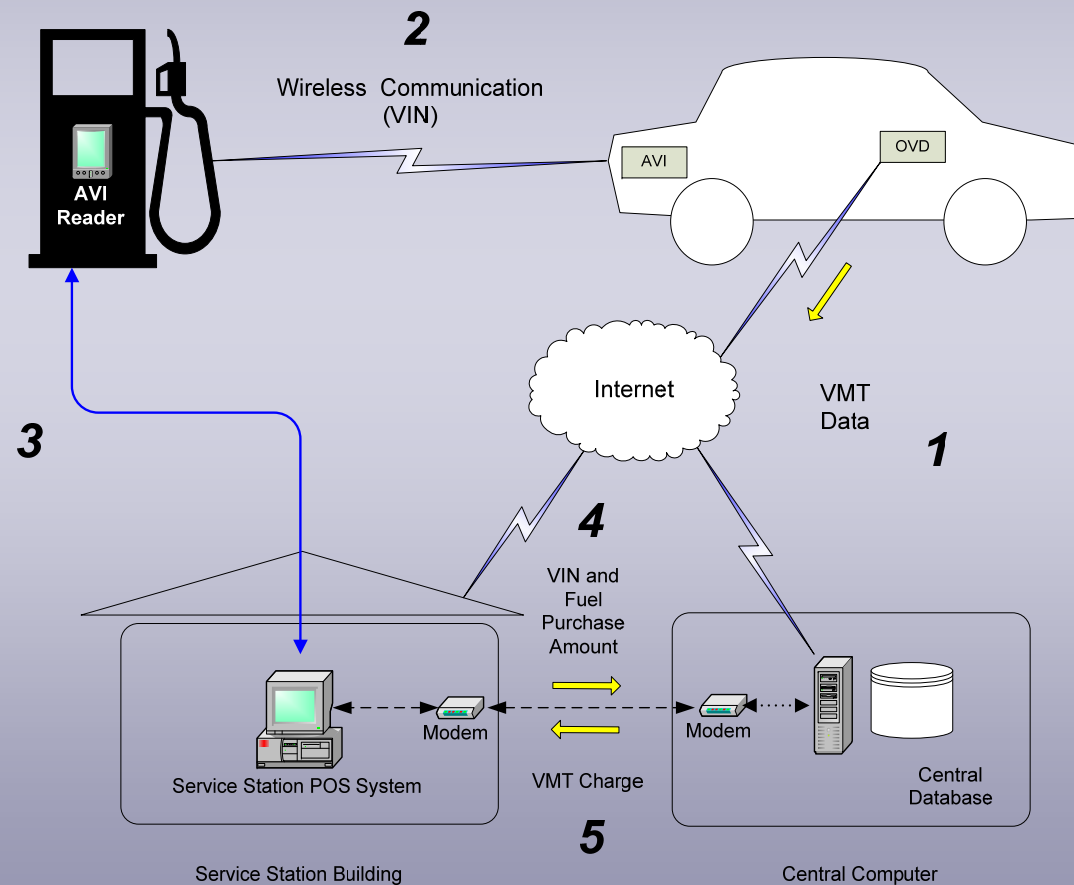 2
Wireless Communication
(VIN)
AVI
OVD
AVI
Reader
Internet
VMT
Data
1
3
4
VIN and
Fuel
Purchase
Amount
Modem
Modem
Service Station POS System
VMT Charge
Central
Database
5
Service Station Building
Central Computer